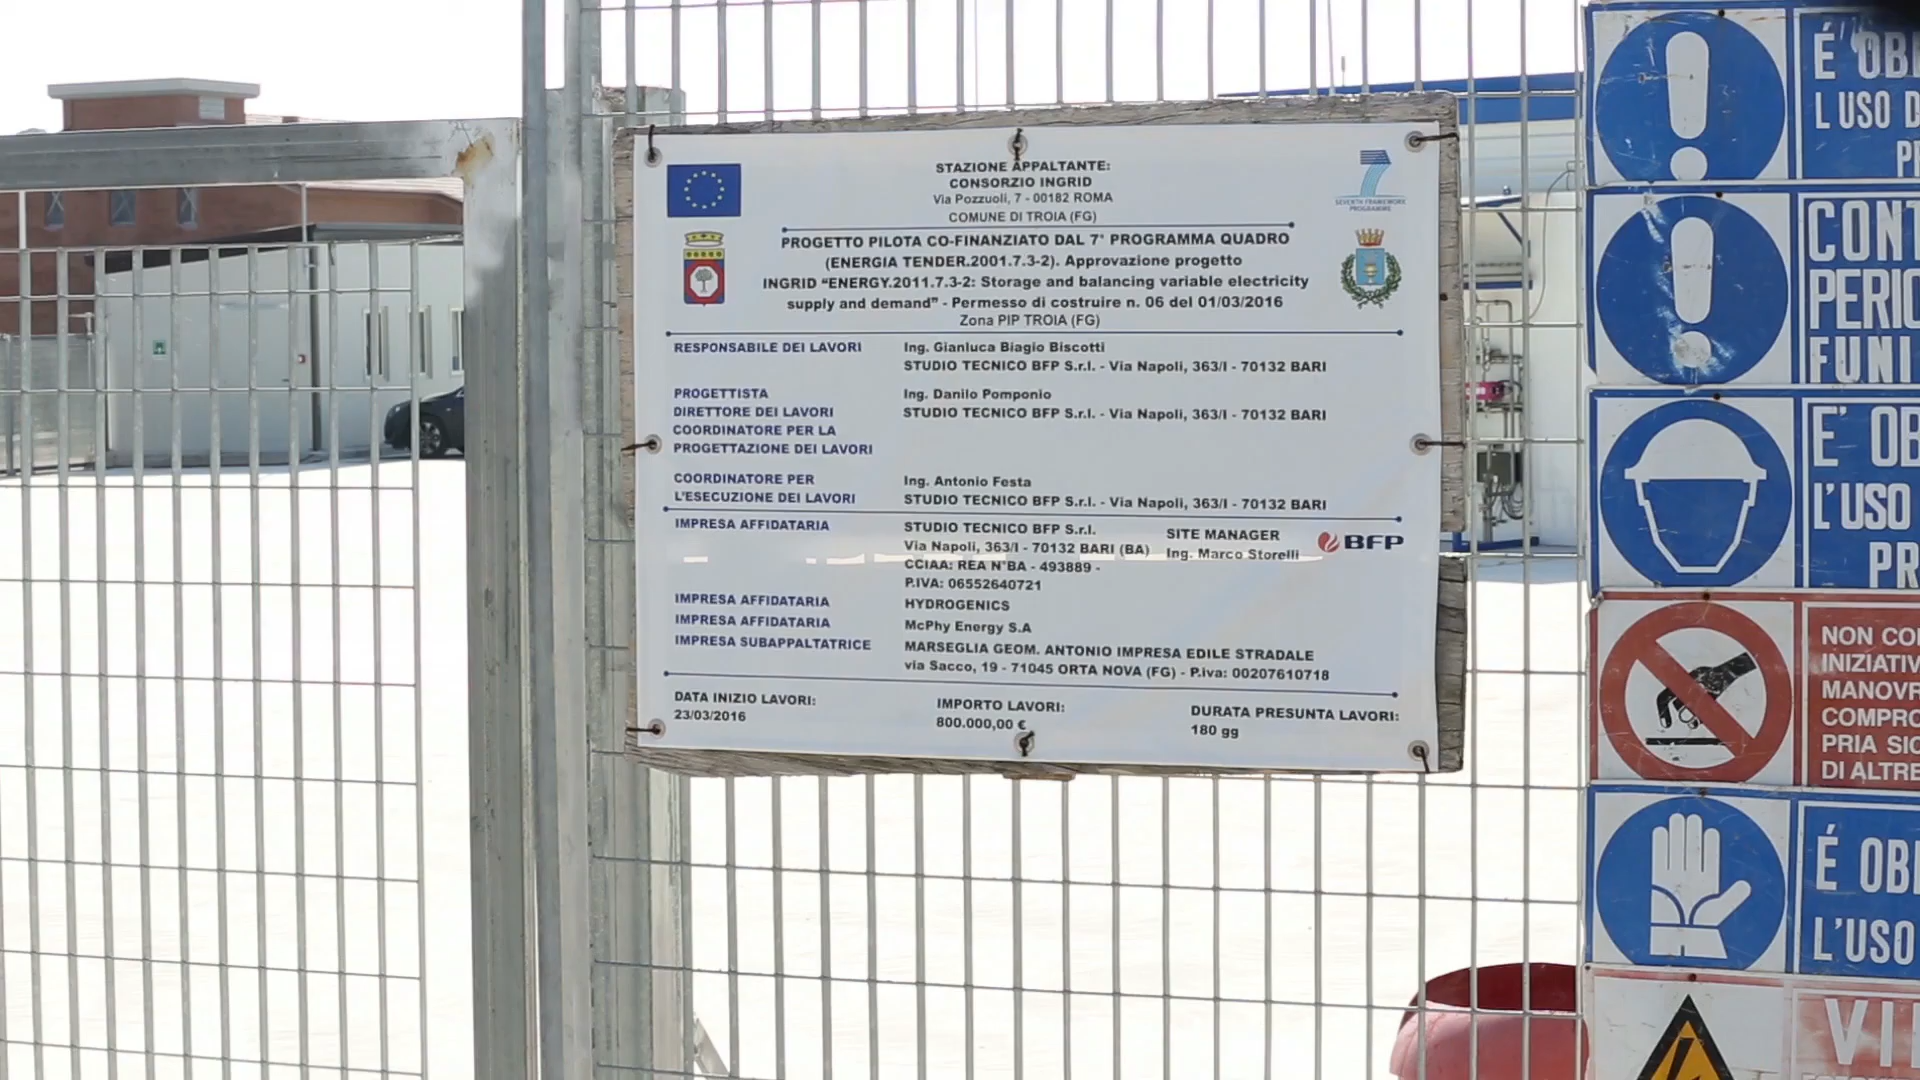 STAZIONE APPALTANTE:
CONSORZIO INGRID
Via Pozzuoli, 7 - 00182 ROMA
COMUNE DI TROIA (FG)
SEVENTH FRAMEWORK
PROGRAMME
PROGETTO PILOTA CO-FINANZIATO DAL 7° PROGRAMMA QUADRO
(ENERGIA TENDER.2001.7.3-2). Approvazione progetto
INGRID "ENERGY.2011.7.3-2: Storage and balancing variable electricity
supply and demand" - Permesso di costruire n. 06 del 01/03/2016
Zona PIP TROIA (FG)
RESPONSABILE DEI LAVORI Ing. Gianluca Biagio Biscotti
STUDIO TECNICO BFP S.r.l. - Via Napoli, 363/I - 70132 BARI
PROGETTISTA Ing. Danilo Pomponio
DIRETTORE DEI LAVORI STUDIO TECNICO BFP S.r.l. - Via Napoli, 363/I - 70132 BARI
COORDINATORE PER LA
PROGETTAZIONE DEI LAVORI
COORDINATORE PER Ing. Antonio Festa
L'ESECUZIONE DEI LAVORI STUDIO TECNICO BFP S.r.l. - Via Napoli, 363/I - 70132 BARI
IMPRESA AFFIDATARIA STUDIO TECNICO BFP S.r.l. SITE MANAGER BFP
Via Napoli, 363/I - 70132 BARI (BA) Ing. Marco Storelli
CCIAA: REA N°BA - 493889 -
P.IVA: 06552640721
IMPRESA AFFIDATARIA HYDROGENICS
IMPRESA AFFIDATARIA McPhy Energy S.A
IMPRESA SUBAPPALTATRICE MARSEGLIA GEOM. ANTONIO IMPRESA EDILE STRADALE
via Sacco, 19 - 71045 ORTA NOVA (FG) - P.iva: 00207610718
DATA INIZIO LAVORI: IMPORTO LAVORI: DURATA PRESUNTA LAVORI:
23/03/2016 800.000,00 € 180 gg
É OBB
L USO D
CONT
PERIC
FUNI
E' OB
L'USO
PR
NON CO
INIZIATIV
MANOVR
COMPRO
PRIA SIC
DI ALTRE
É OBB
L'USO